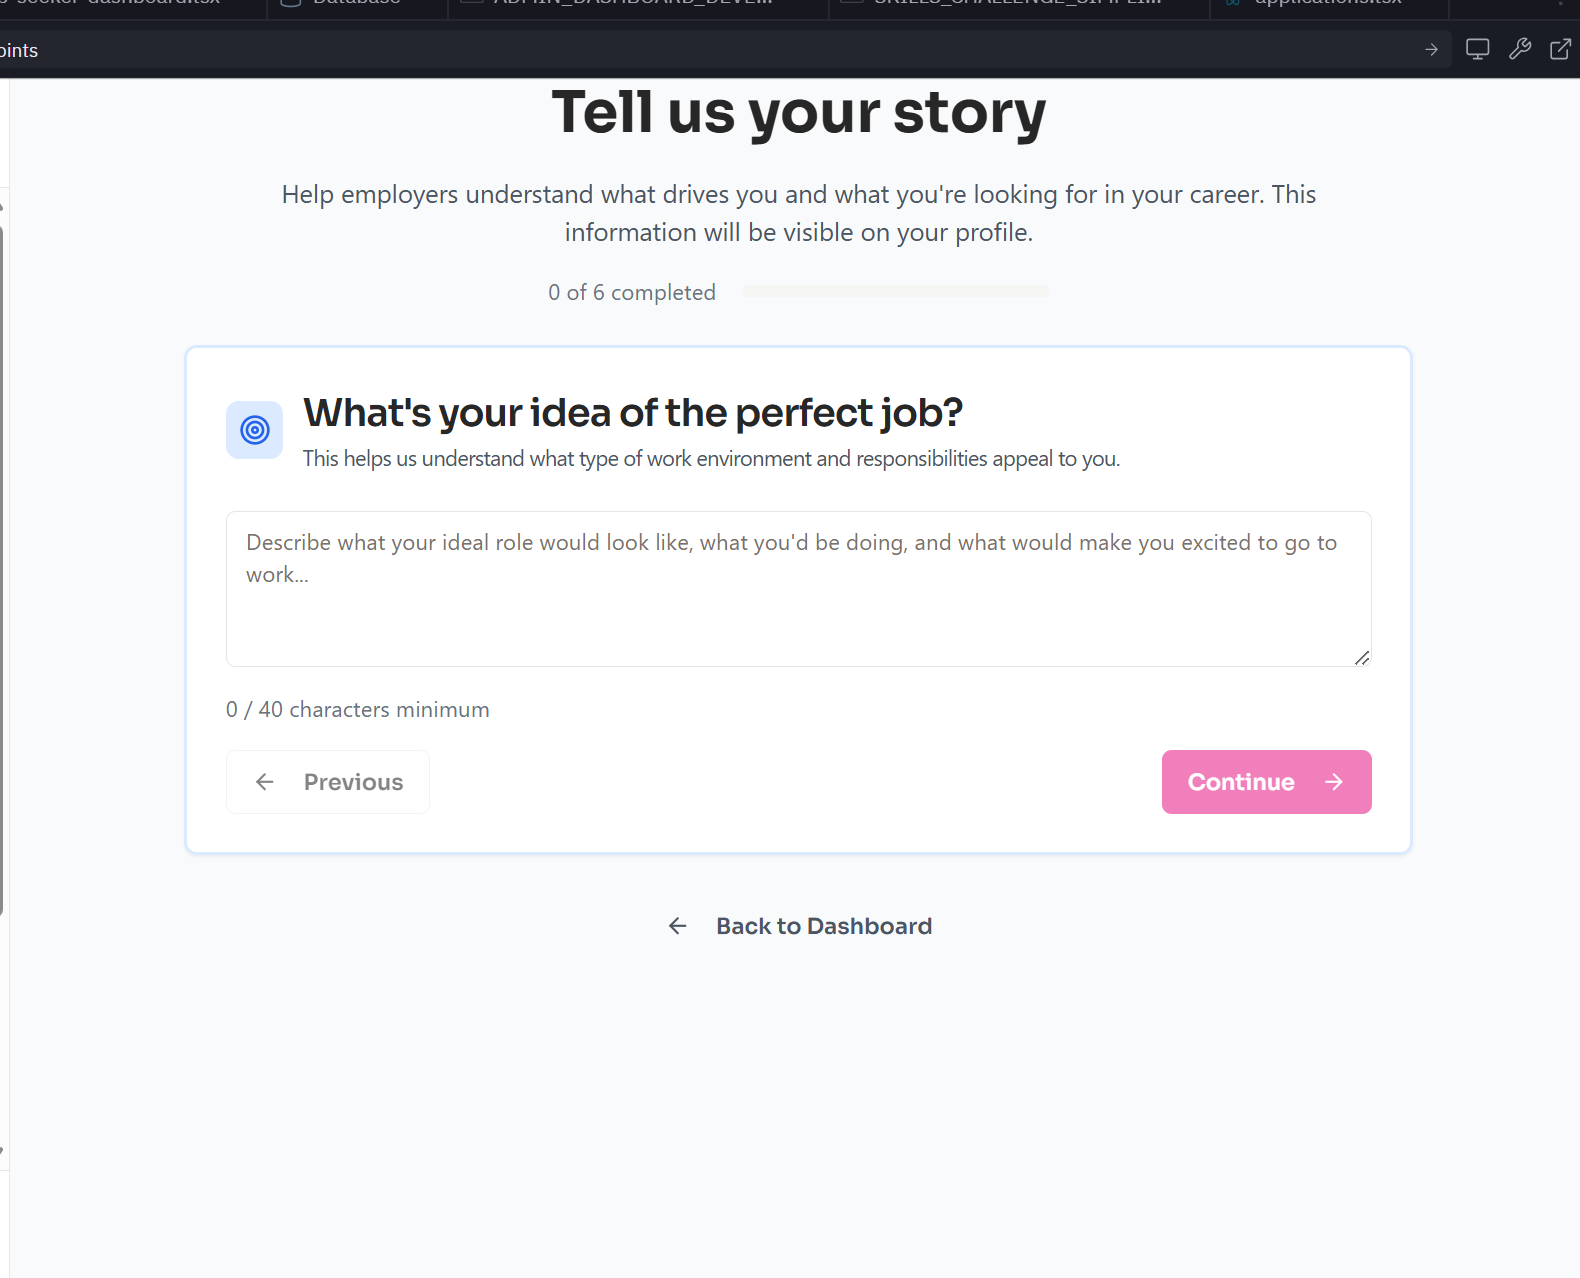 Database
oints
Tell us your story
Help employers understand what drives you and what you're looking for in your career. This
information will be visible on your profile.
0 of 6 completed
What's your idea of the perfect job?
This helps us understand what type of work environment and responsibilities appeal to you.
Describe what your ideal role would look like, what you'd be doing, and what would make you excited to go to
work...
0 / 40 characters minimum
Previous
Continue
Back to Dashboard